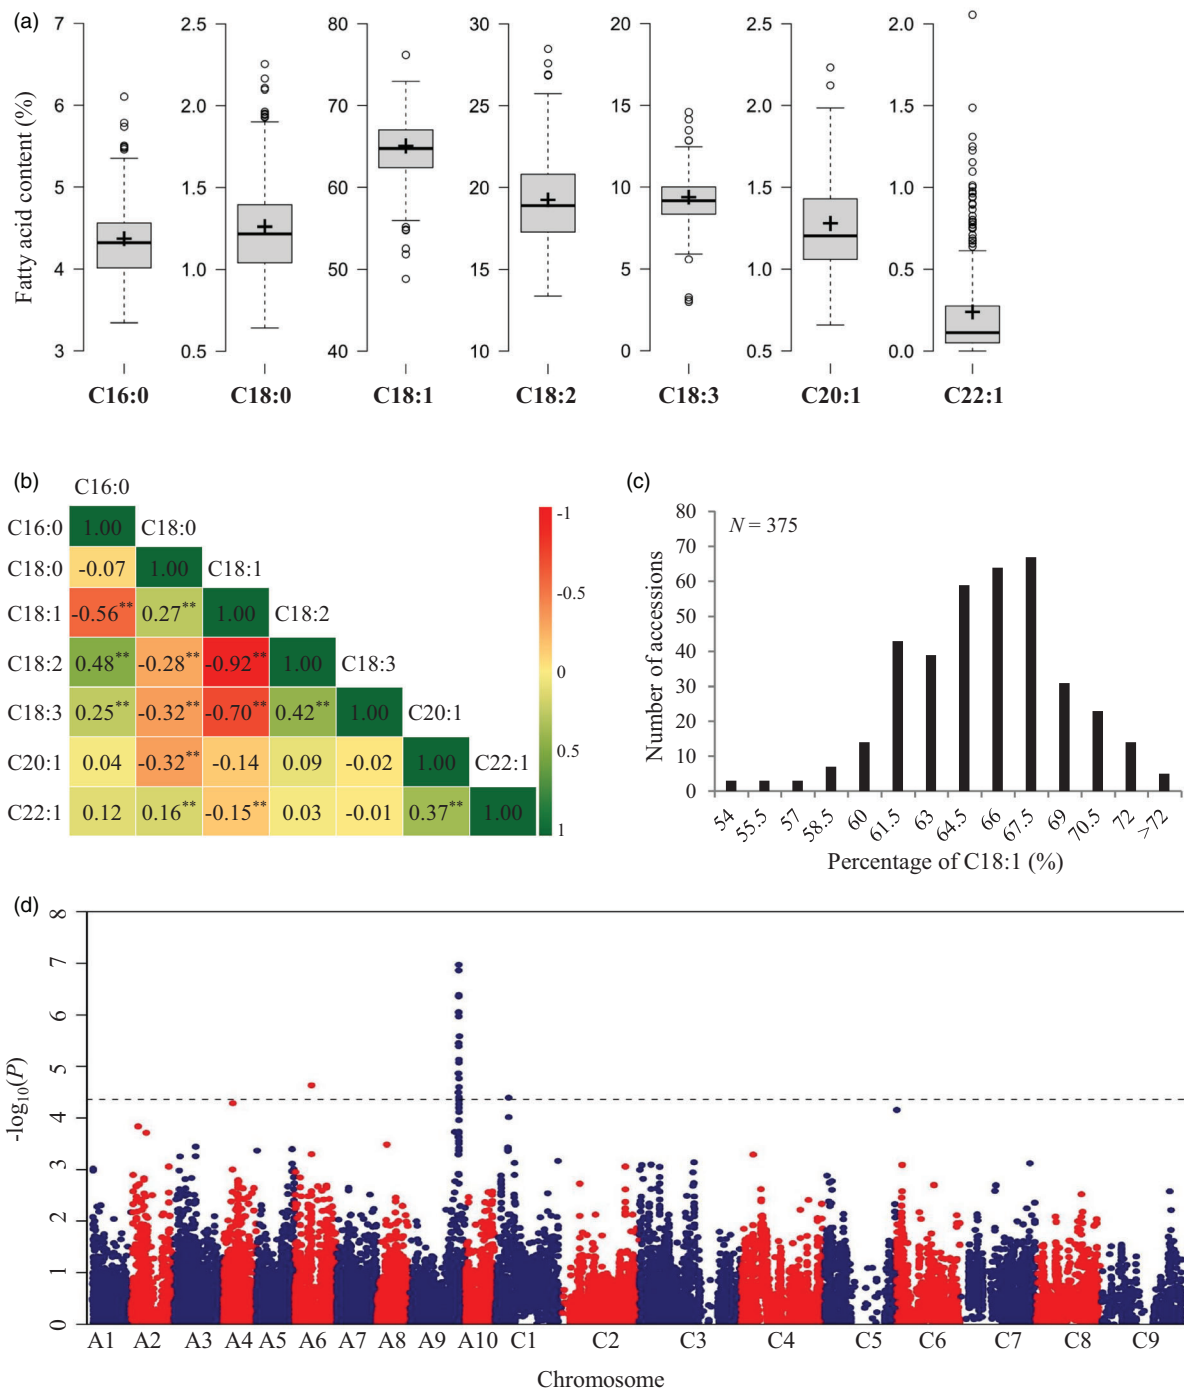 (a)
Fatty acid content (%)
7 6 5 4 3
2.5 2.0 1.5 1.0 0.5
80 70 60 50 40
30 25 20 15 10
20 15 10 5 0
2.5 2.0 1.5 1.0 0.5
2.0 1.5 1.0 0.5 0.0
C16:0 C18:0 C18:1 C18:2 C18:3 C20:1 C22:1
(b)
C16:0
C16:0 1.00 C18:0
C18:0 -0.07 1.00 C18:1
C18:1 -0.56** 0.27** 1.00 C18:2
C18:2 0.48** -0.28** -0.92** 1.00 C18:3
C18:3 0.25** -0.32** -0.70** 0.42** 1.00 C20:1
C20:1 0.04 -0.32** -0.14 0.09 -0.02 1.00 C22:1
C22:1 0.12 0.16** -0.15** 0.03 -0.01 0.37** 1.00
-1
-0.5
0
0.5
1
(c)
N = 375
Number of accessions
80
70
60
50
40
30
20
10
0
54 55.5 57 58.5 60 61.5 63 64.5 66 67.5 69 70.5 72 >72
Percentage of C18:1 (%)
(d)
-log10(P)
8
7
6
5
4
3
2
1
0
A1 A2 A3 A4 A5 A6 A7 A8 A9 A10 C1 C2 C3 C4 C5 C6 C7 C8 C9
Chromosome